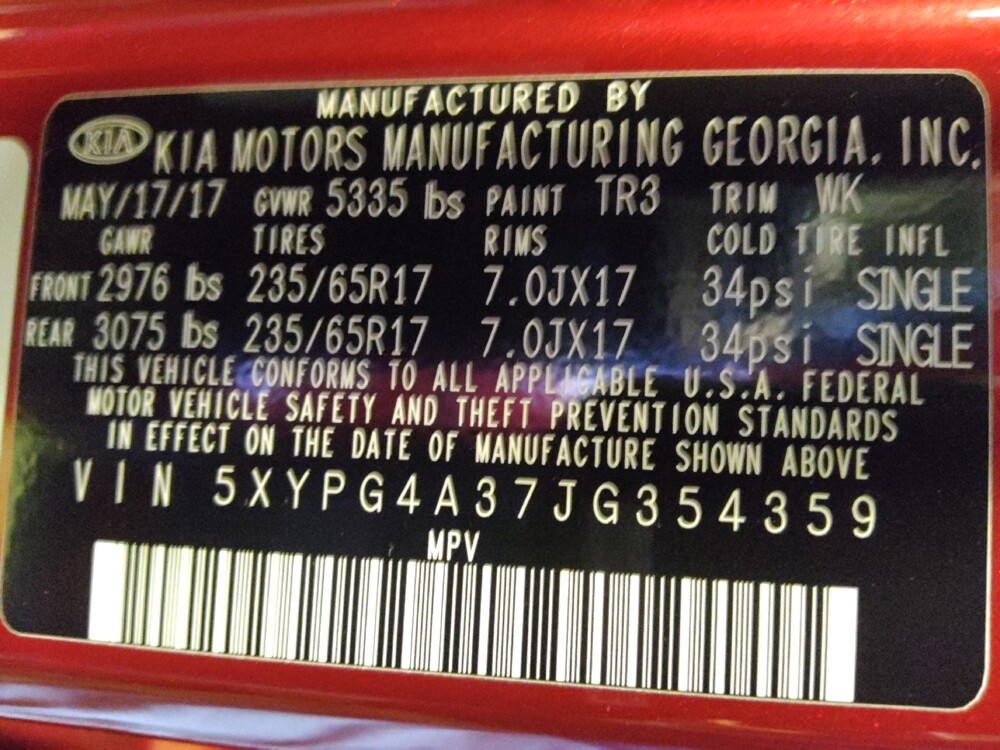 MANUFACTURED BY
KIA KIA MOTORS MANUFACTURING GEORGIA, INC.
MAY/17/17 GVWR 5335 lbs PAINT TR3 TRIM WK
GAWR TIRES RIMS COLD TIRE INFL
FRONT 2976 lbs 235/65R17 7.0JX17 34psi SINGLE
REAR 3075 lbs 235/65R17 7.0JX17 34psi SINGLE
THIS VEHICLE CONFORMS TO ALL APPLICABLE U.S.A. FEDERAL
MOTOR VEHICLE SAFETY AND THEFT PREVENTION STANDARDS
IN EFFECT ON THE DATE OF MANUFACTURE SHOWN ABOVE
VIN 5XYPG4A37JG354359
MPV